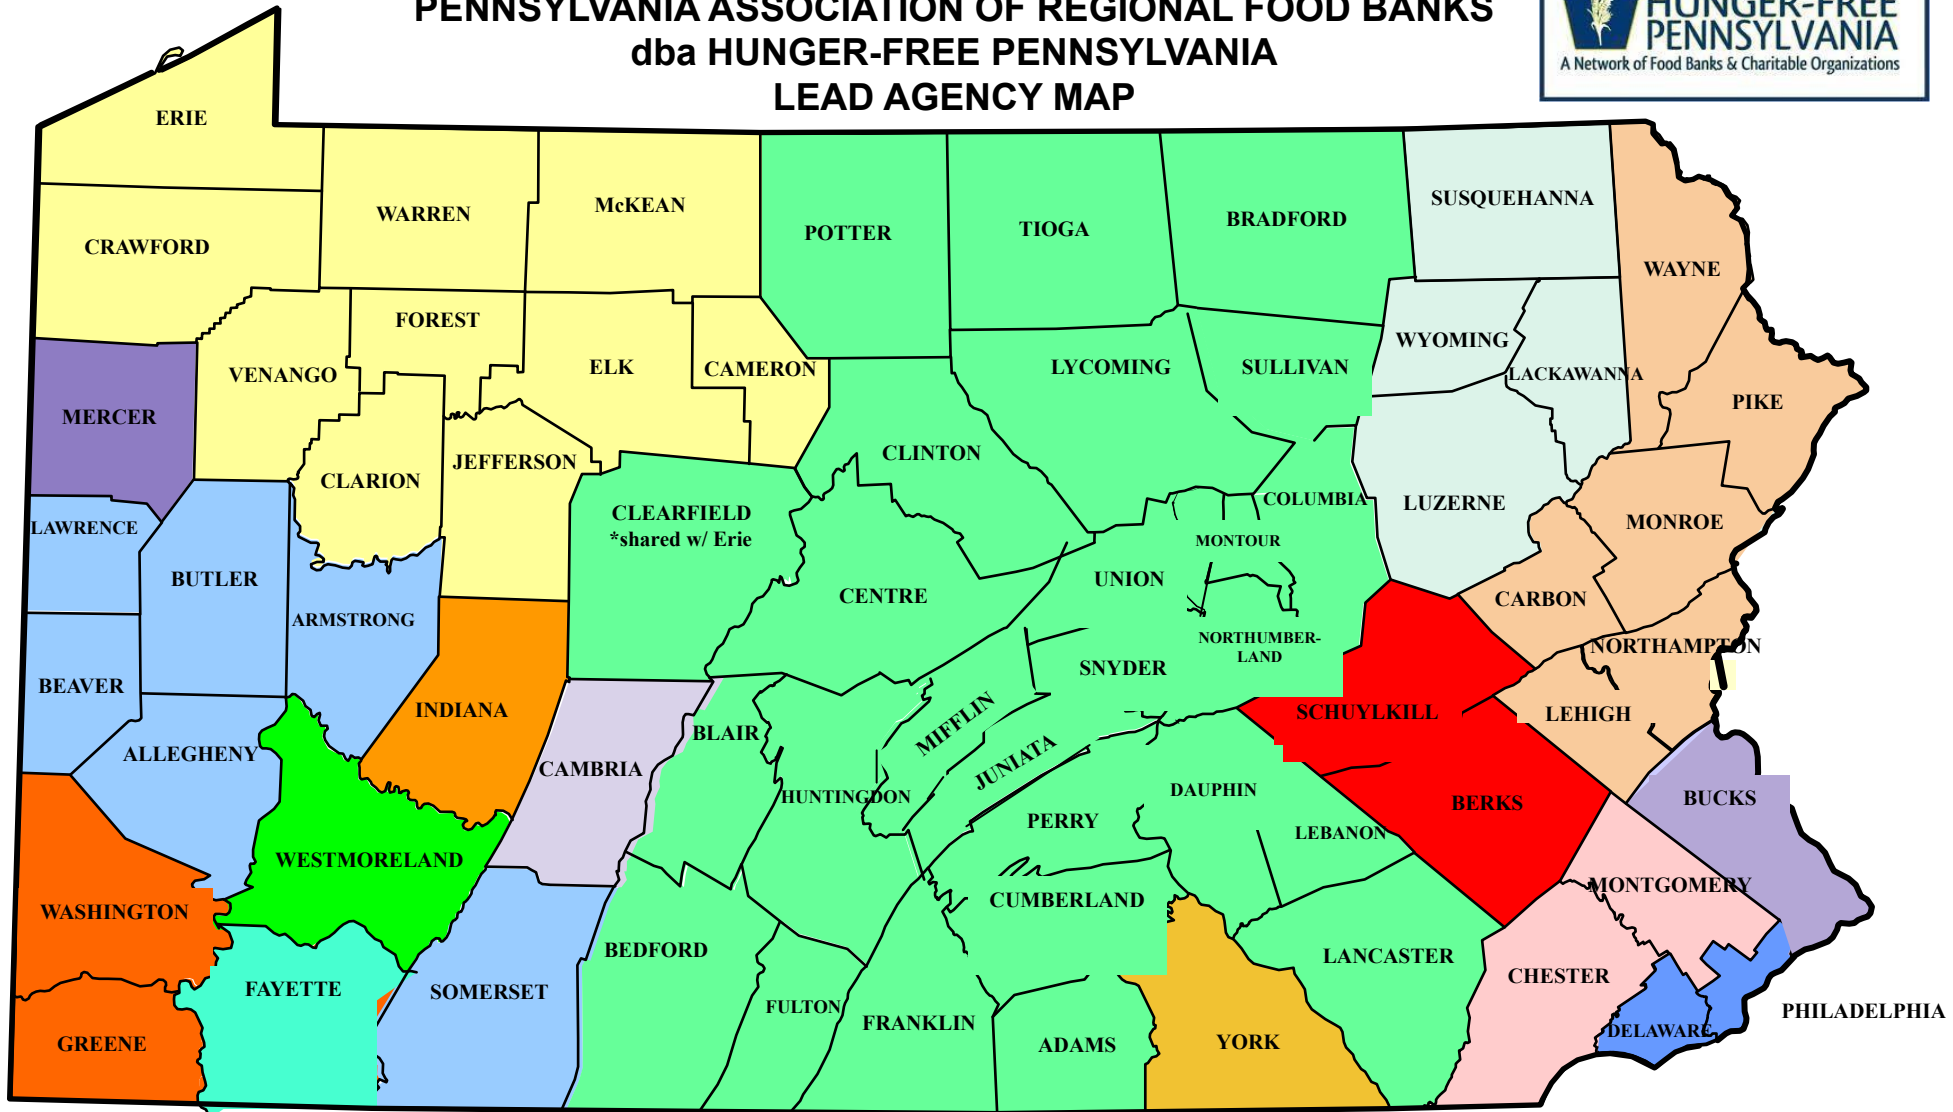 PENNSYLVANIA ASSOCIATION OF REGIONAL FOOD BANKS
dba HUNGER-FREE PENNSYLVANIA
LEAD AGENCY MAP
HUNGER-FREE
PENNSYLVANIA
A Network of Food Banks & Charitable Organizations
ERIE
CRAWFORD
WARREN
McKEAN
POTTER
TIOGA
BRADFORD
SUSQUEHANNA
WAYNE
MERCER
VENANGO
FOREST
ELK
CAMERON
LYCOMING
SULLIVAN
WYOMING
LACKAWANNA
PIKE
CLARION
JEFFERSON
CLEARFIELD
*shared w/ Erie
CLINTON
COLUMBIA
LUZERNE
MONROE
LAWRENCE
BUTLER
ARMSTRONG
CENTRE
UNION
MONTOUR
NORTHUMBER-
LAND
CARBON
NORTHAMPTON
BEAVER
ALLEGHENY
INDIANA
CAMBRIA
BLAIR
HUNTINGDON
MIFFLIN
JUNIATA
SNYDER
SCHUYLKILL
LEHIGH
WESTMORELAND
PERRY
DAUPHIN
LEBANON
BERKS
BUCKS
WASHINGTON
FAYETTE
SOMERSET
BEDFORD
CUMBERLAND
LANCASTER
MONTGOMERY
CHESTER
GREENE
FULTON
FRANKLIN
ADAMS
YORK
DELAWARE
PHILADELPHIA